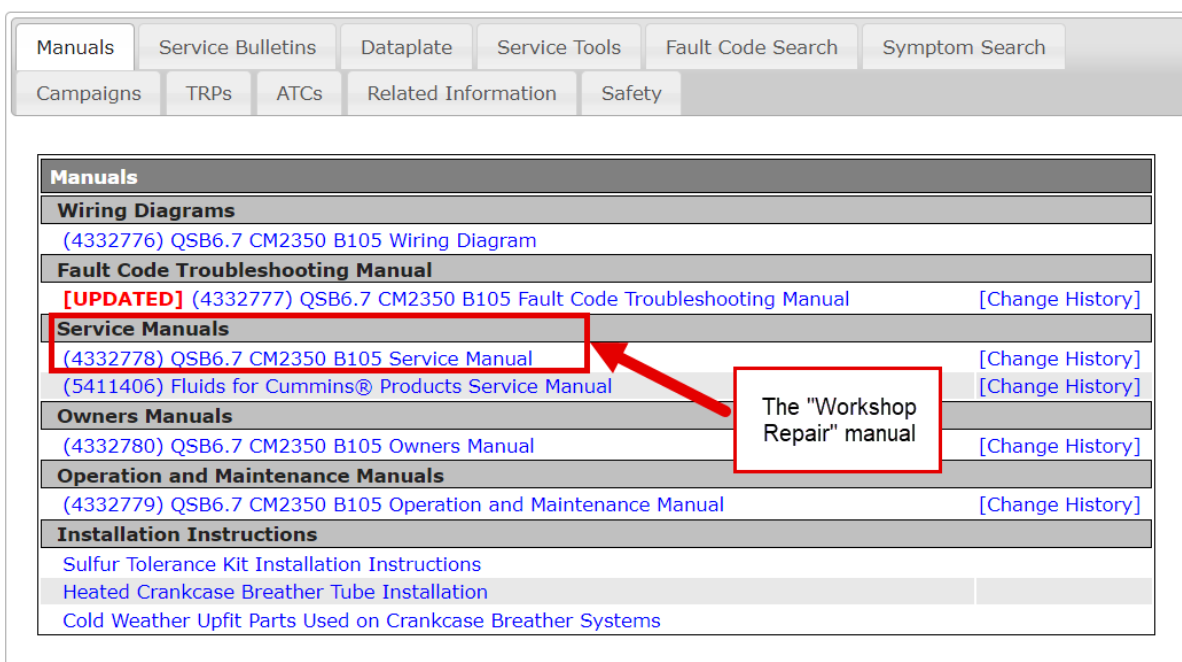 Manuals Service Bulletins Dataplate Service Tools Fault Code Search Symptom Search
Campaigns TRPs ATCs Related Information Safety
Manuals
Wiring Diagrams
(4332776) QSB6.7 CM2350 B105 Wiring Diagram
Fault Code Troubleshooting Manual
[UPDATED] (4332777) QSB6.7 CM2350 B105 Fault Code Troubleshooting Manual [Change History]
Service Manuals
(4332778) QSB6.7 CM2350 B105 Service Manual [Change History]
(5411406) Fluids for Cummins® Products Service Manual [Change History]
The "Workshop
Repair" manual
Owners Manuals
(4332780) QSB6.7 CM2350 B105 Owners Manual [Change History]
Operation and Maintenance Manuals
(4332779) QSB6.7 CM2350 B105 Operation and Maintenance Manual [Change History]
Installation Instructions
Sulfur Tolerance Kit Installation Instructions
Heated Crankcase Breather Tube Installation
Cold Weather Upfit Parts Used on Crankcase Breather Systems